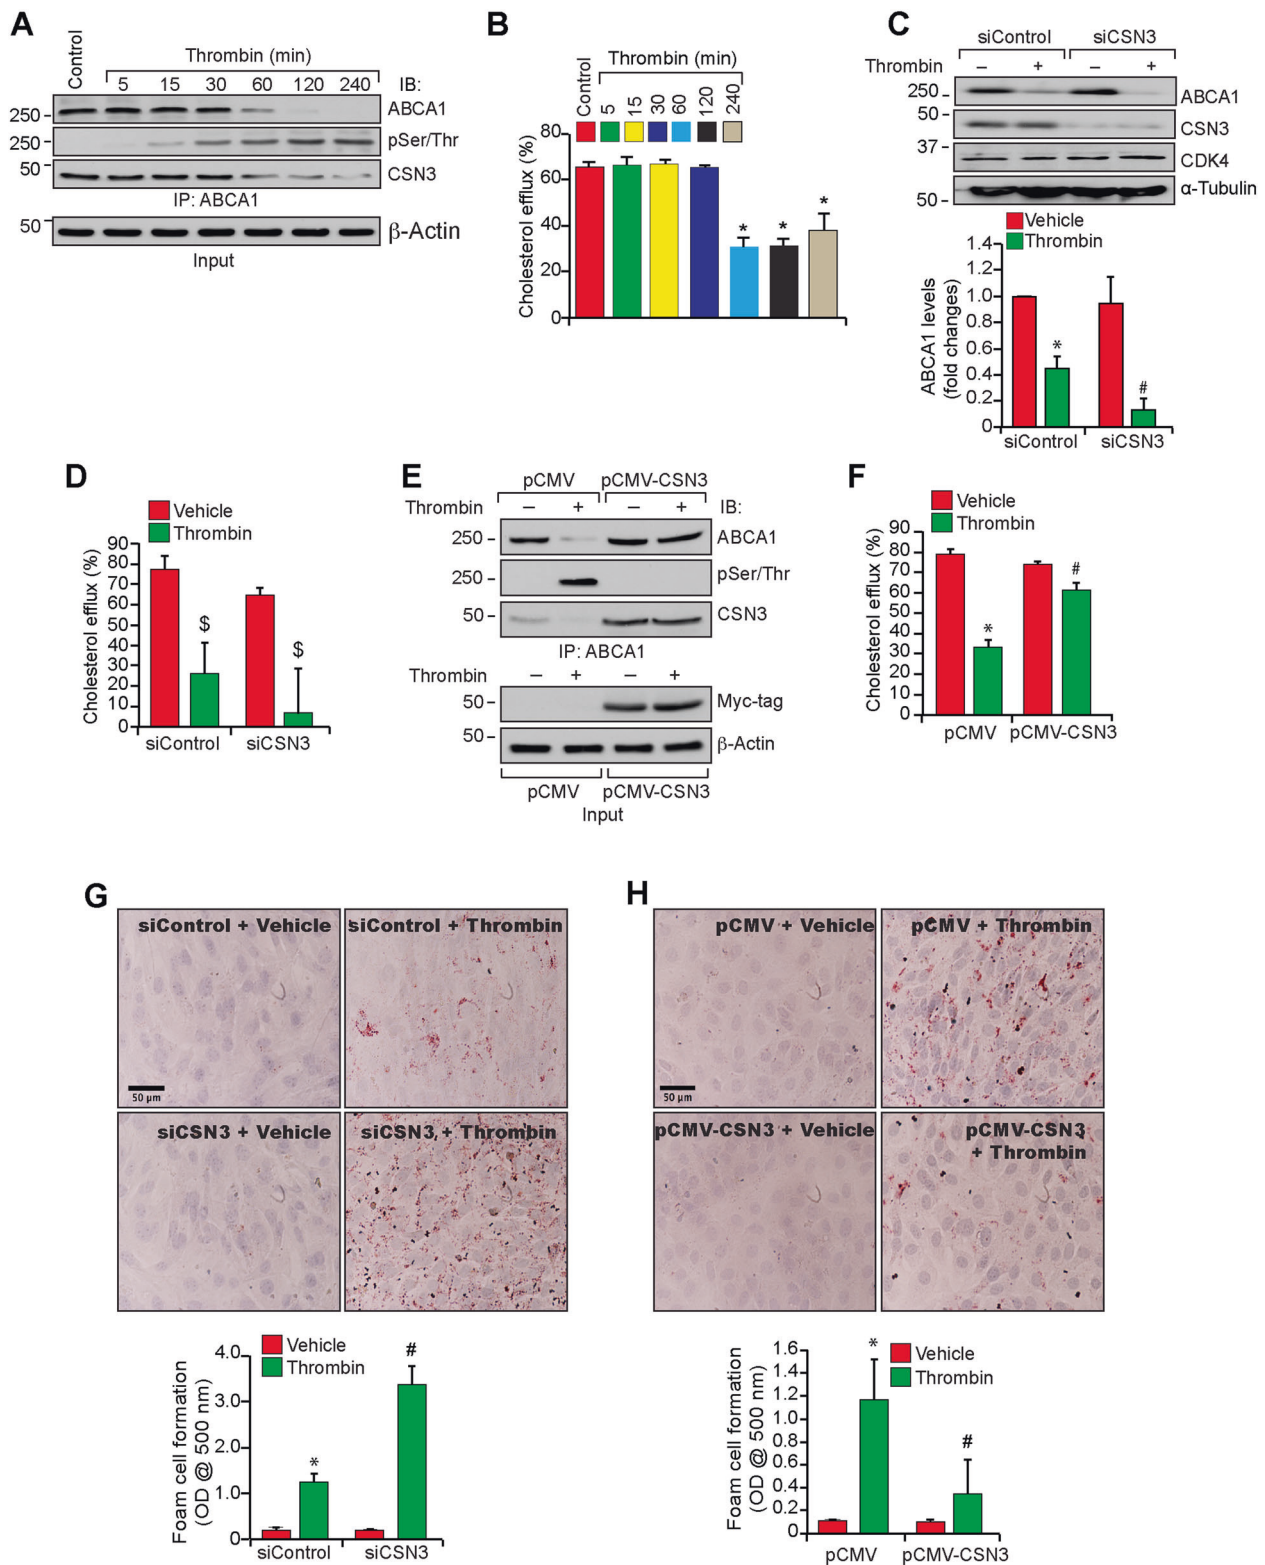 A
Control
Thrombin (min)
5 15 30 60 120 240 IB:
250 ABCA1
250 pSer/Thr
50 CSN3
IP: ABCA1
50 β-Actin
Input
B
Thrombin (min)
Control 5 15 30 60 120 240
Cholesterol efflux (%)
80
60
40
20
0
* * *
C
siControl siCSN3
Thrombin – + – +
250 ABCA1
50 CSN3
37 CDK4
50 α-Tubulin
Vehicle
Thrombin
ABCA1 levels
(fold changes)
1.4
1.2
1.0
0.8
0.6
0.4
0.2
0
* #
siControl siCSN3
D
Vehicle
Thrombin
Cholesterol efflux (%)
90
80
70
60
50
40
30
20
10
0
$ $
siControl siCSN3
E
pCMV pCMV-CSN3
Thrombin – + – + IB:
250 ABCA1
250 pSer/Thr
50 CSN3
IP: ABCA1
Thrombin – + – +
50 Myc-tag
50 β-Actin
pCMV pCMV-CSN3
Input
F
Vehicle
Thrombin
Cholesterol efflux (%)
90
80
70
60
50
40
30
20
10
0
* #
pCMV pCMV-CSN3
G
siControl + Vehicle siControl + Thrombin
50 µm
siCSN3 + Vehicle siCSN3 + Thrombin
Vehicle
Thrombin
Foam cell formation
(OD @ 500 nm)
4.0
3.0
2.0
1.0
0
* #
siControl siCSN3
H
pCMV + Vehicle pCMV + Thrombin
50 µm
pCMV-CSN3 + Vehicle pCMV-CSN3
+ Thrombin
Vehicle
Thrombin
Foam cell formation
(OD @ 500 nm)
1.6
1.4
1.2
1.0
0.8
0.6
0.4
0.2
0
* #
pCMV pCMV-CSN3